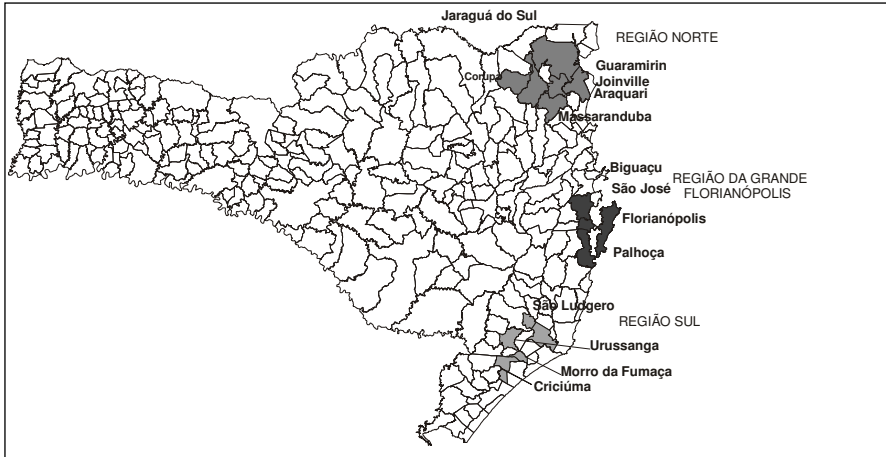 Jaraguá do Sul
REGIÃO NORTE
Guaramirin
Corupa
Joinville
Araquari
Massaranduba
Biguaçu
REGIÃO DA GRANDE
FLORIANÓPOLIS
São José
Florianópolis
Palhoça
São Ludgero
REGIÃO SUL
Urussanga
Morro da Fumaça
Criciúma